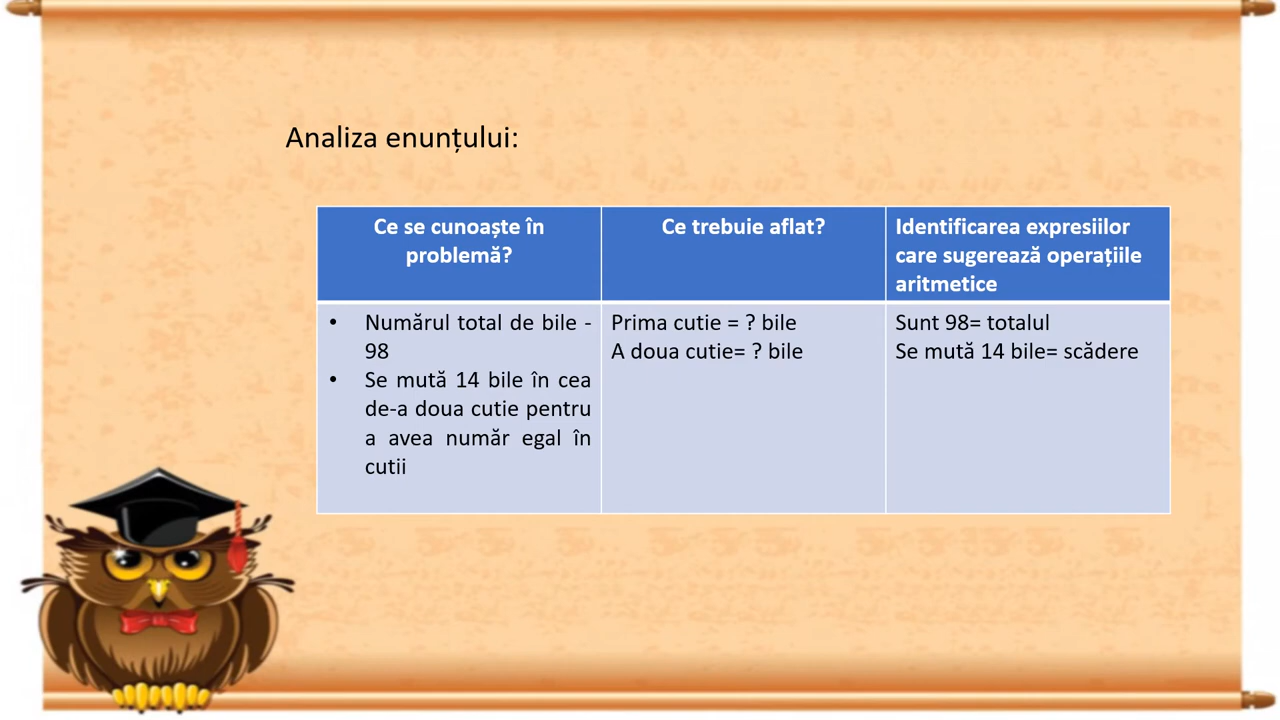 Analiza enunțului:
Ce se cunoaște în
problemă?
Ce trebuie aflat?
Identificarea expresiilor
care sugerează operațiile
aritmetice
• Numărul total de bile -
98
• Se mută 14 bile în cea
de-a doua cutie pentru
a avea număr egal în
cutii
Prima cutie = ? bile
A doua cutie= ? bile
Sunt 98= totalul
Se mută 14 bile= scădere